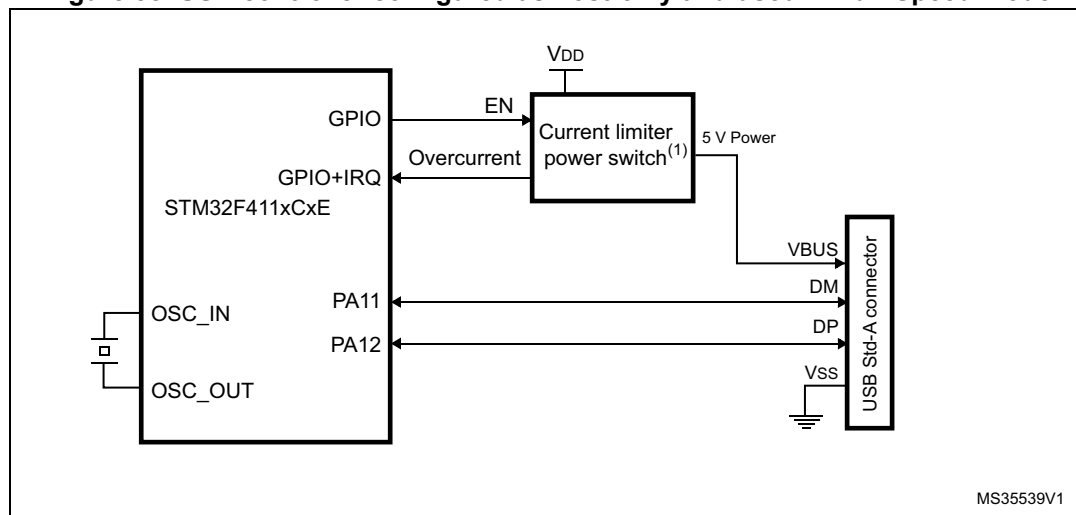 GPIO
EN
VDD
Current limiter
power switch(1)
5 V Power
Overcurrent
GPIO+IRQ
STM32F411xCxE
VBUS
OSC_IN
PA11
DM
PA12
DP
OSC_OUT
VSS
USB Std-A connector
MS35539V1